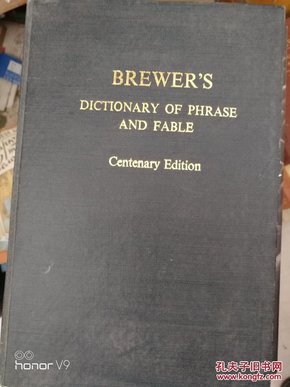 BREWER'S
DICTIONARY OF PHRASE
AND FABLE
Centenary Edition
honor V9
孔夫子旧书网